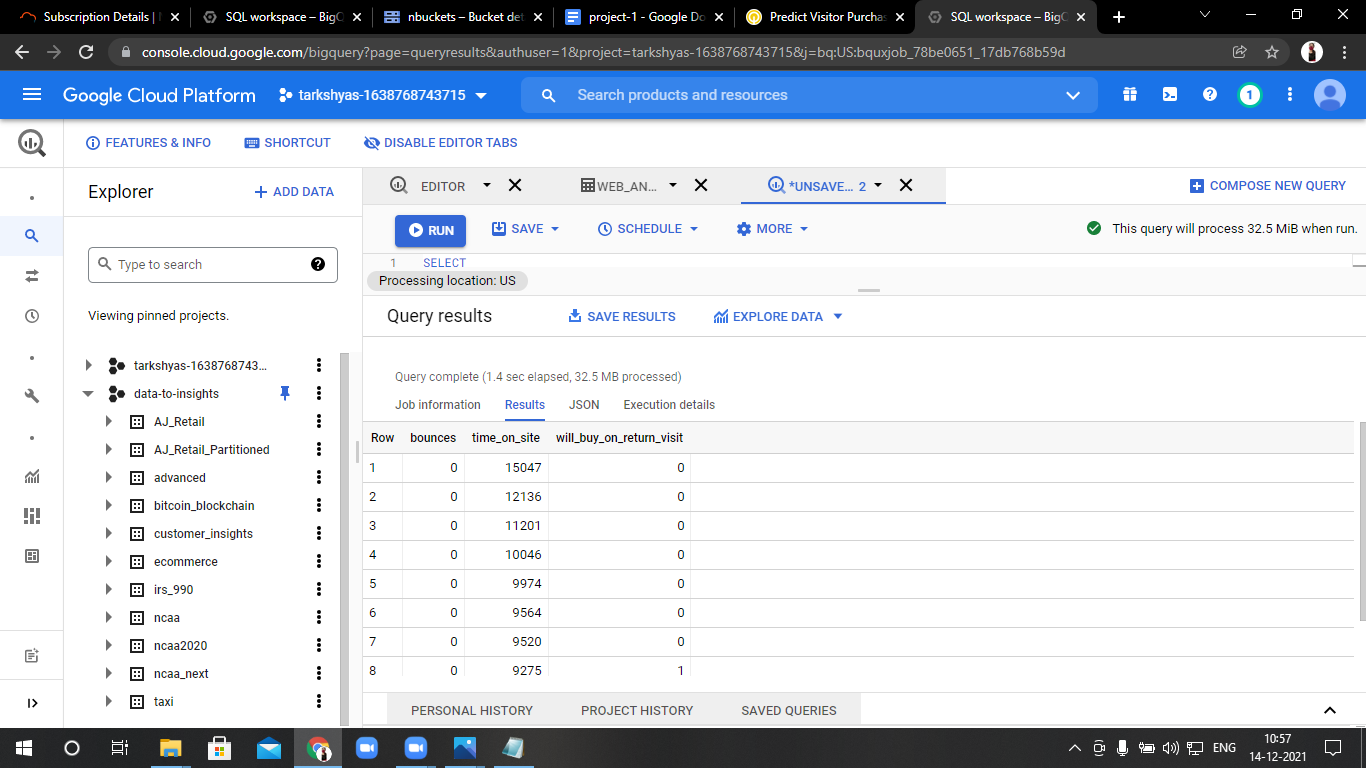 Subscription Details |
SQL workspace – BigQ
nbuckets – Bucket det
project-1 - Google Do
Predict Visitor Purchas
SQL workspace – BigQ
console.cloud.google.com/bigquery?page=queryresults&authuser=1&project=tarkshyas-1638768743715&j=bq:US:bquxjob_78be0651_17db768b59d
Google Cloud Platform
tarkshyas-1638768743715
Search products and resources
1
FEATURES & INFO
SHORTCUT
DISABLE EDITOR TABS
Explorer
+ ADD DATA
EDITOR
WEB_AN...
*UNSAVE... 2
COMPOSE NEW QUERY
RUN
SAVE
SCHEDULE
MORE
This query will process 32.5 MiB when run.
Type to search
1 SELECT
Processing location: US
Viewing pinned projects.
Query results
SAVE RESULTS
EXPLORE DATA
tarkshyas-1638768743...
data-to-insights
AJ_Retail
AJ_Retail_Partitioned
advanced
bitcoin_blockchain
customer_insights
ecommerce
irs_990
ncaa
ncaa2020
ncaa_next
taxi
Query complete (1.4 sec elapsed, 32.5 MB processed)
Job information Results JSON Execution details
Row bounces time_on_site will_buy_on_return_visit
1 0 15047 0
2 0 12136 0
3 0 11201 0
4 0 10046 0
5 0 9974 0
6 0 9564 0
7 0 9520 0
8 0 9275 1
PERSONAL HISTORY PROJECT HISTORY SAVED QUERIES
ENG
10:57
14-12-2021